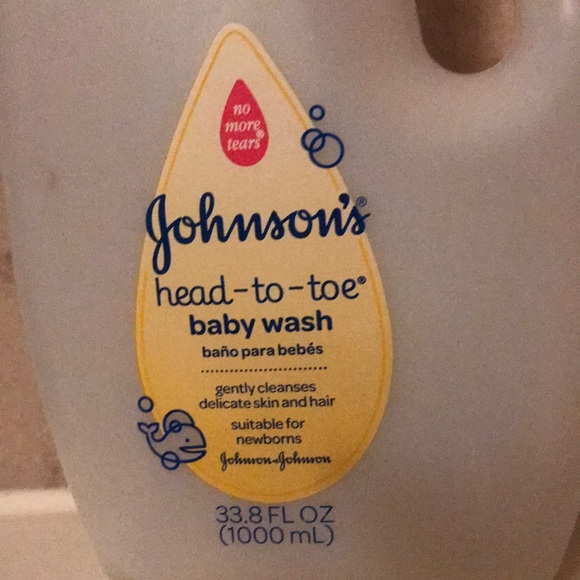 no
more
tears®
Johnson's®
head-to-toe®
baby wash
baño para bebés
gently cleanses
delicate skin and hair
suitable for
newborns
Johnson & Johnson
33.8 FL OZ
(1000 mL)